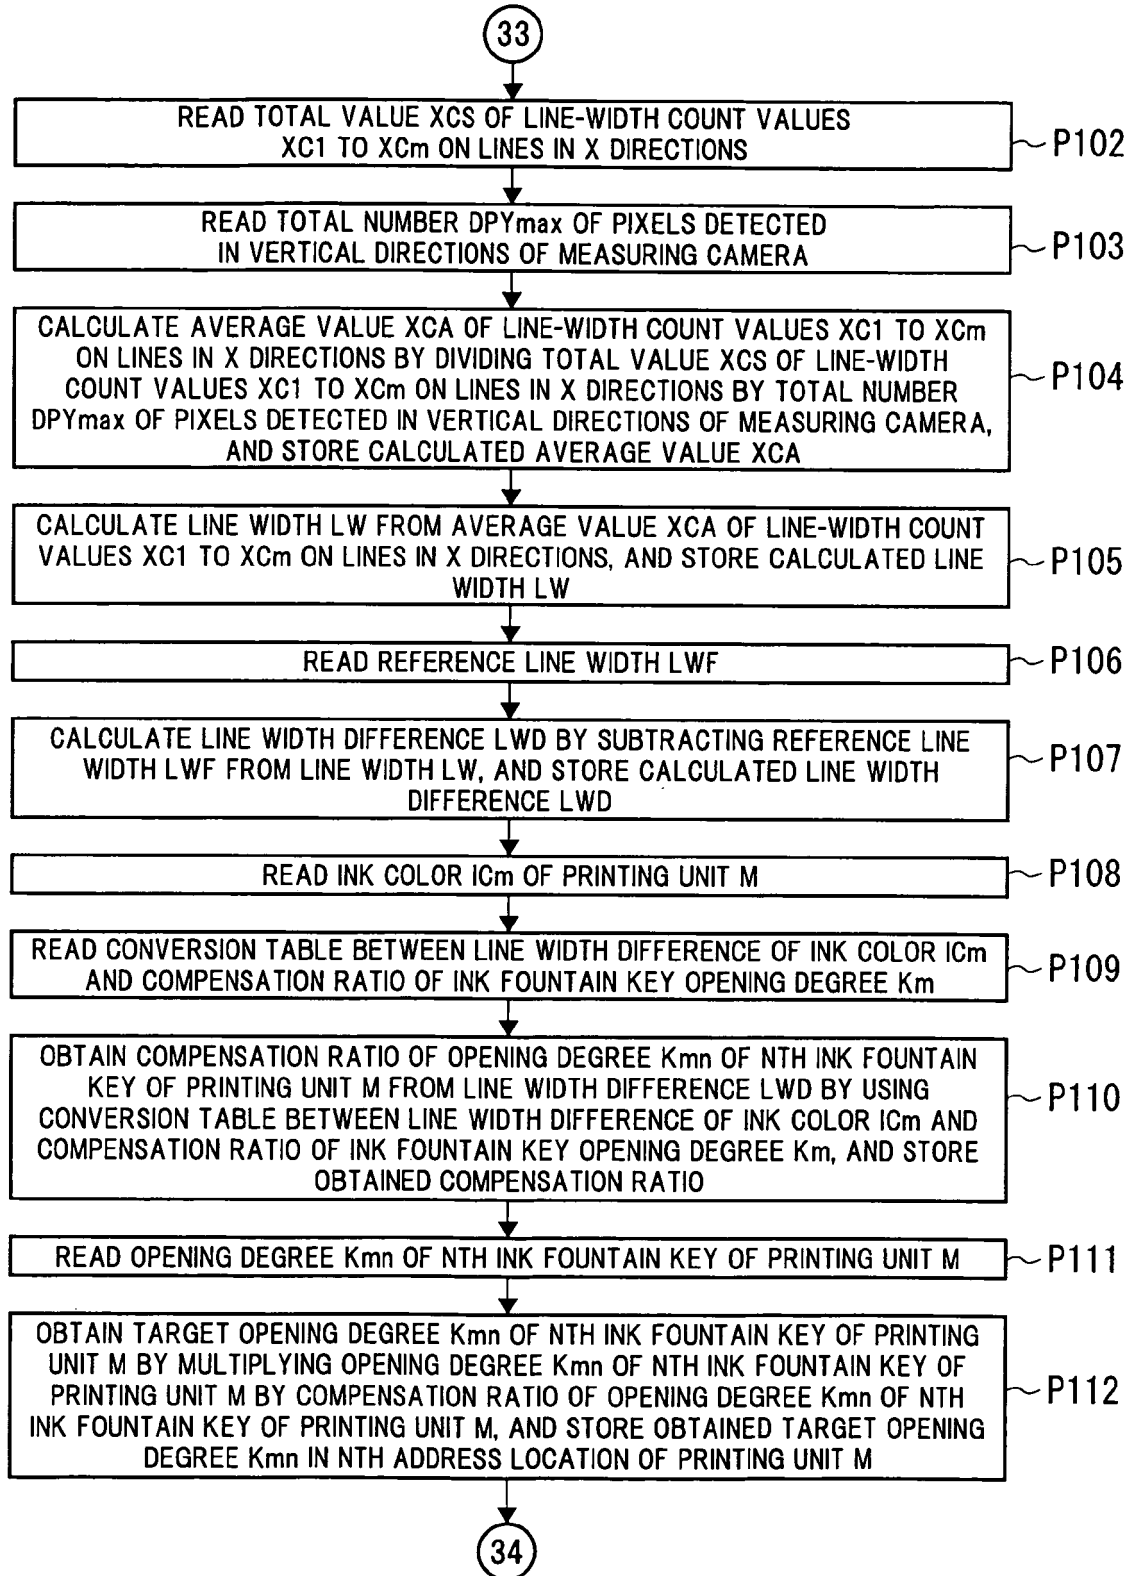 33
READ TOTAL VALUE XCS OF LINE-WIDTH COUNT VALUES
XC1 TO XCm ON LINES IN X DIRECTIONS
P102
READ TOTAL NUMBER DPYmax OF PIXELS DETECTED
IN VERTICAL DIRECTIONS OF MEASURING CAMERA
P103
CALCULATE AVERAGE VALUE XCA OF LINE-WIDTH COUNT VALUES XC1 TO XCm
ON LINES IN X DIRECTIONS BY DIVIDING TOTAL VALUE XCS OF LINE-WIDTH
COUNT VALUES XC1 TO XCm ON LINES IN X DIRECTIONS BY TOTAL NUMBER
DPYmax OF PIXELS DETECTED IN VERTICAL DIRECTIONS OF MEASURING CAMERA,
AND STORE CALCULATED AVERAGE VALUE XCA
P104
CALCULATE LINE WIDTH LW FROM AVERAGE VALUE XCA OF LINE-WIDTH COUNT
VALUES XC1 TO XCm ON LINES IN X DIRECTIONS, AND STORE CALCULATED LINE
WIDTH LW
P105
READ REFERENCE LINE WIDTH LWF
P106
CALCULATE LINE WIDTH DIFFERENCE LWD BY SUBTRACTING REFERENCE LINE
WIDTH LWF FROM LINE WIDTH LW, AND STORE CALCULATED LINE WIDTH
DIFFERENCE LWD
P107
READ INK COLOR ICm OF PRINTING UNIT M
P108
READ CONVERSION TABLE BETWEEN LINE WIDTH DIFFERENCE OF INK COLOR ICm
AND COMPENSATION RATIO OF INK FOUNTAIN KEY OPENING DEGREE Km
P109
OBTAIN COMPENSATION RATIO OF OPENING DEGREE Kmn OF NTH INK FOUNTAIN
KEY OF PRINTING UNIT M FROM LINE WIDTH DIFFERENCE LWD BY USING
CONVERSION TABLE BETWEEN LINE WIDTH DIFFERENCE OF INK COLOR ICm AND
COMPENSATION RATIO OF INK FOUNTAIN KEY OPENING DEGREE Km, AND STORE
OBTAINED COMPENSATION RATIO
P110
READ OPENING DEGREE Kmn OF NTH INK FOUNTAIN KEY OF PRINTING UNIT M
P111
OBTAIN TARGET OPENING DEGREE Kmn OF NTH INK FOUNTAIN KEY OF PRINTING
UNIT M BY MULTIPLYING OPENING DEGREE Kmn OF NTH INK FOUNTAIN KEY OF
PRINTING UNIT M BY COMPENSATION RATIO OF OPENING DEGREE Kmn OF NTH
INK FOUNTAIN KEY OF PRINTING UNIT M, AND STORE OBTAINED TARGET OPENING
DEGREE Kmn IN NTH ADDRESS LOCATION OF PRINTING UNIT M
P112
34